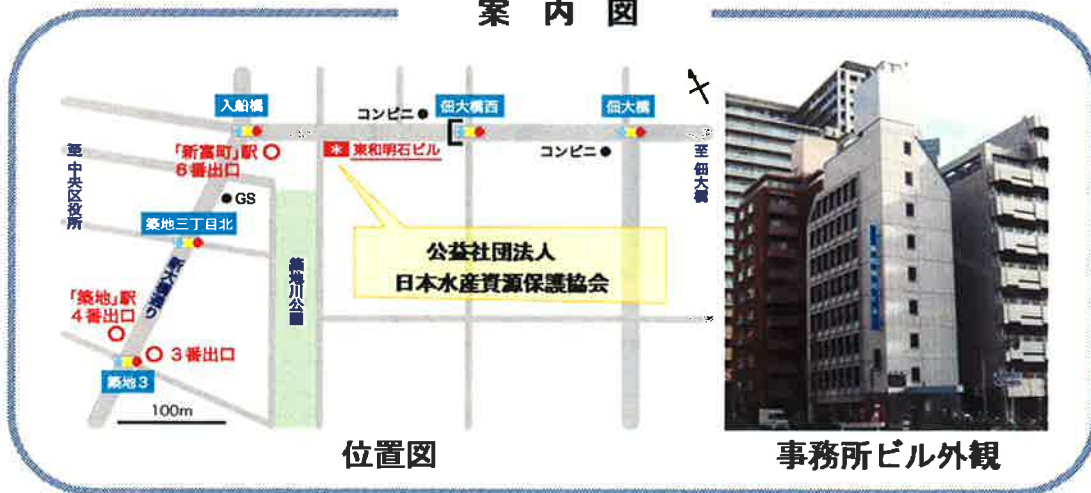 案内図
入船橋
コンビニ
佃大橋西
佃大橋
「新富町」駅
6番出口
* 東和明石ビル
コンビニ
至 中央区役所
至 佃大橋
GS
築地三丁目北
公益社団法人
日本水産資源保護協会
新大橋通り
築地川公園
「築地」駅
4番出口
3番出口
築地3
100m
位置図
事務所ビル外観